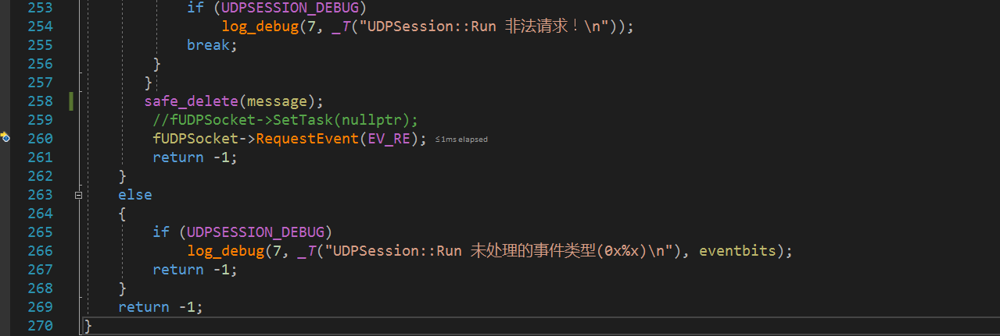 253 if (UDPSESSION_DEBUG)
254 log_debug(7, _T("UDPSession::Run 非法请求！\n"));
255 break;
256 }
257 }
258 safe_delete(message);
259 //fUDPSocket->SetTask(nullptr);
260 fUDPSocket->RequestEvent(EV_RE); ≤1ms elapsed
261 return -1;
262 }
263 else
264 {
265 if (UDPSESSION_DEBUG)
266 log_debug(7, _T("UDPSession::Run 未处理的事件类型(0x%x)\n"), eventbits);
267 return -1;
268 }
269 return -1;
270 }